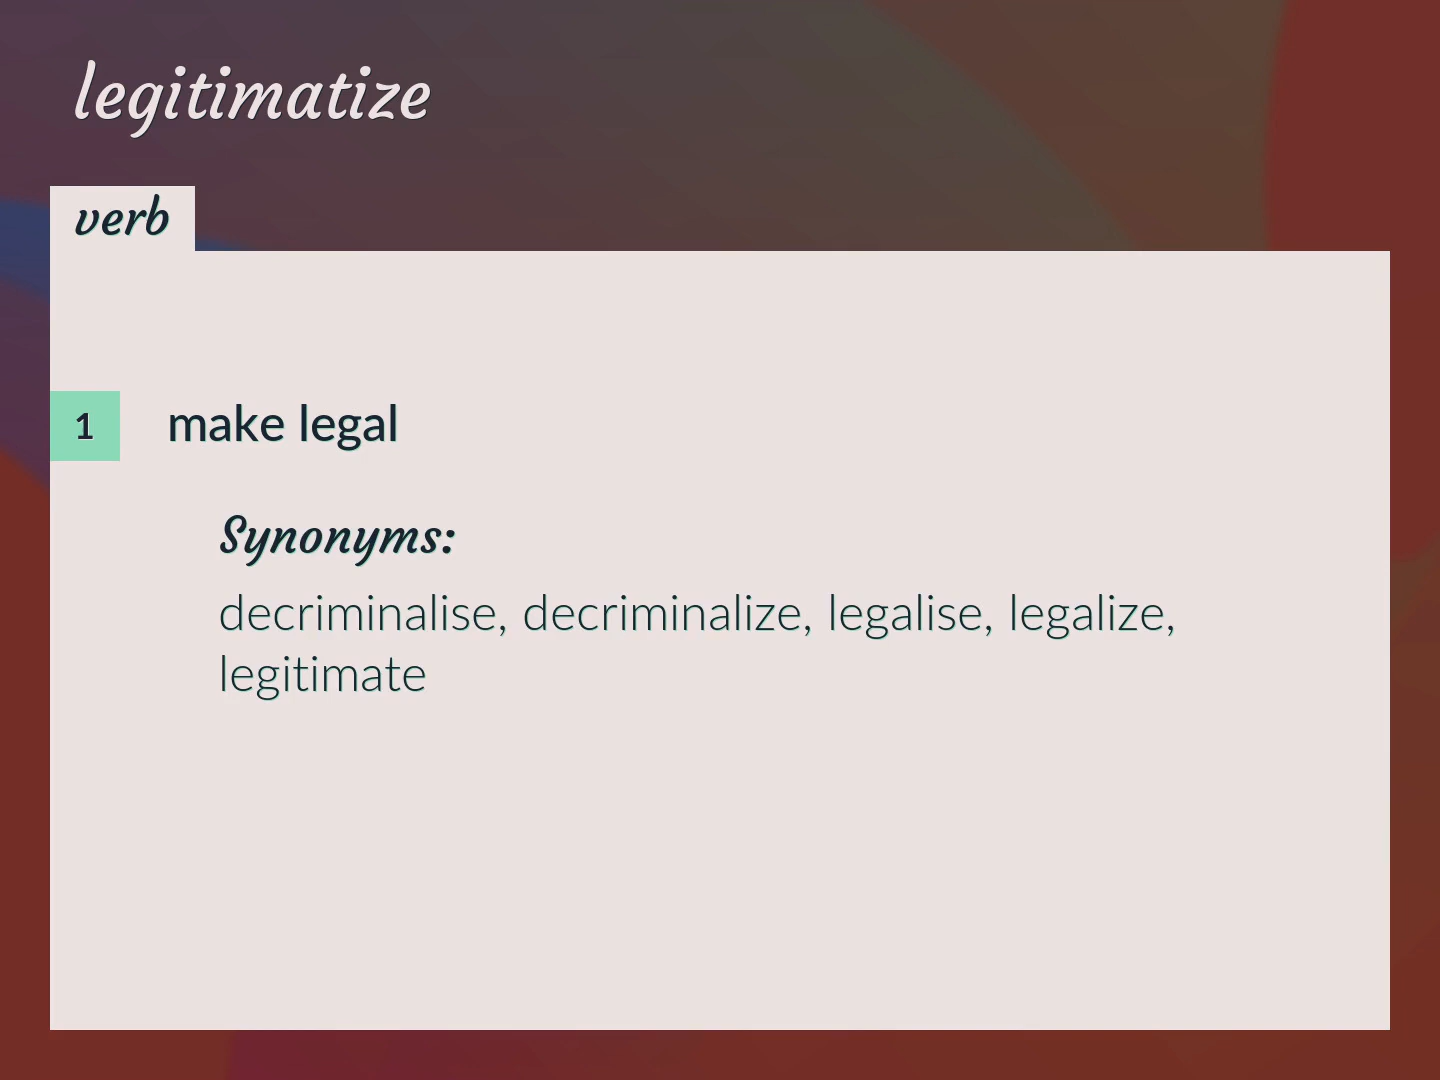 legitimatize
verb
1 make legal
Synonyms:
decriminalise, decriminalize, legalise, legalize,
legitimate